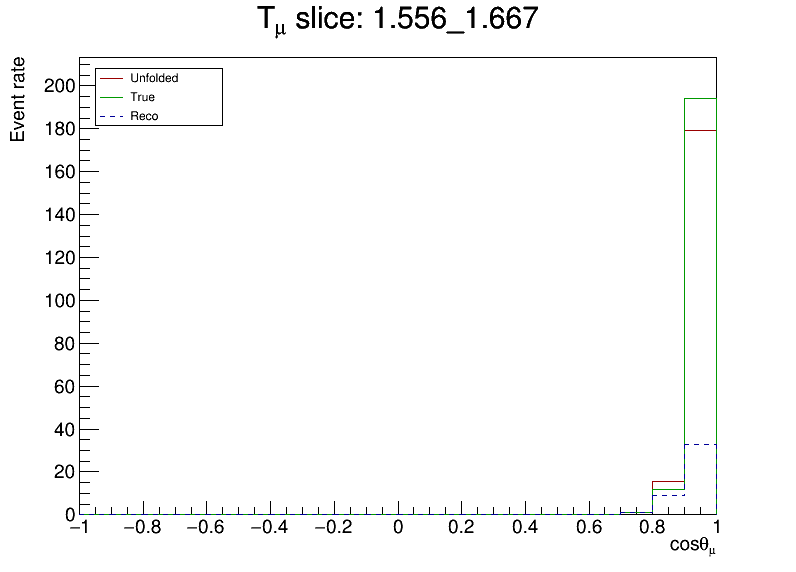 T_μ slice: 1.556_1.667
Event rate
Unfolded
True
Reco
200
180
160
140
120
100
80
60
40
20
0
−1 −0.8 −0.6 −0.4 −0.2 0 0.2 0.4 0.6 0.8 1
cosθ_μ